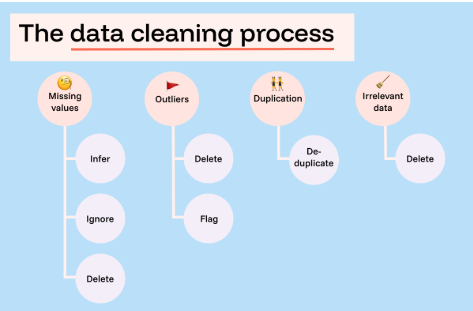 The data cleaning process
Missing
values
Outliers
Duplication
Irrelevant
data
Infer
Delete
De-
duplicate
Delete
Ignore
Flag
Delete